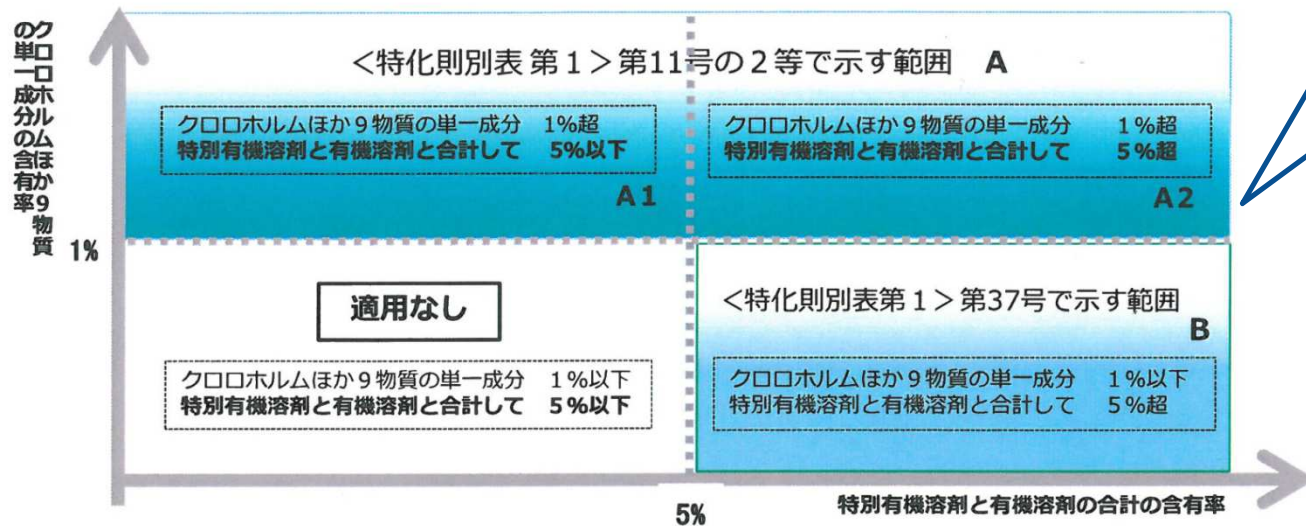 クロロホルムほか9物質
の単一成分の含有率
<特化則別表 第1>第11号の2等で示す範囲 A
クロロホルムほか9物質の単一成分 1%超
特別有機溶剤と有機溶剤と合計して 5%以下
A1
クロロホルムほか9物質の単一成分 1%超
特別有機溶剤と有機溶剤と合計して 5%超
A2
1%
適用なし
クロロホルムほか9物質の単一成分 1%以下
特別有機溶剤と有機溶剤と合計して 5%以下
<特化則別表第1>第37号で示す範囲
B
クロロホルムほか9物質の単一成分 1%以下
特別有機溶剤と有機溶剤と合計して 5%超
5%
特別有機溶剤と有機溶剤の合計の含有率